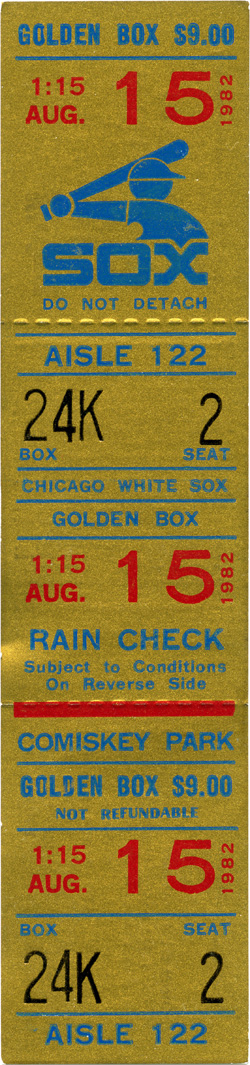 GOLDEN BOX $9.00
1:15
AUG. 15 1982
SOX
DO NOT DETACH
AISLE 122
24K 2
BOX SEAT
CHICAGO WHITE SOX
GOLDEN BOX
1:15
AUG. 15 1982
RAIN CHECK
Subject to Conditions
On Reverse Side
COMISKEY PARK
GOLDEN BOX $9.00
NOT REFUNDABLE
1:15
AUG. 15 1982
BOX SEAT
24K 2
AISLE 122